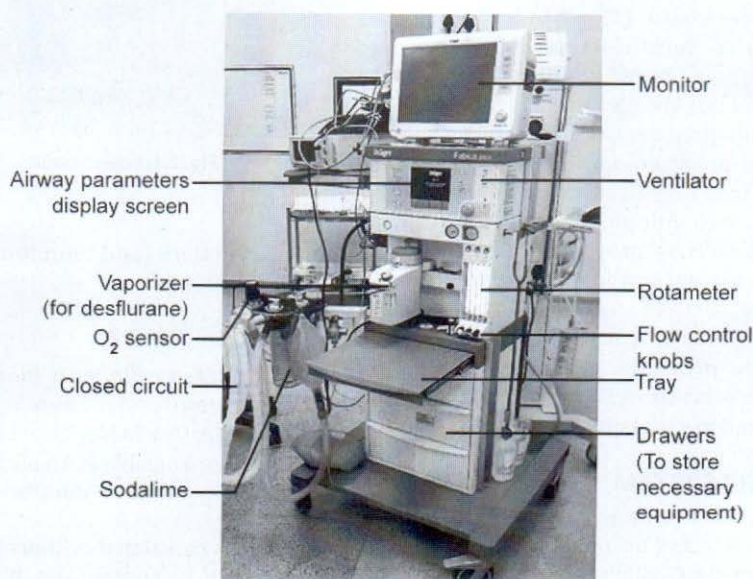 Monitor
Airway parameters
display screen
Ventilator
Vaporizer
(for desflurane)
Rotameter
O₂ sensor
Flow control
knobs
Closed circuit
Tray
Drawers
(To store
necessary
equipment)
Sodalime